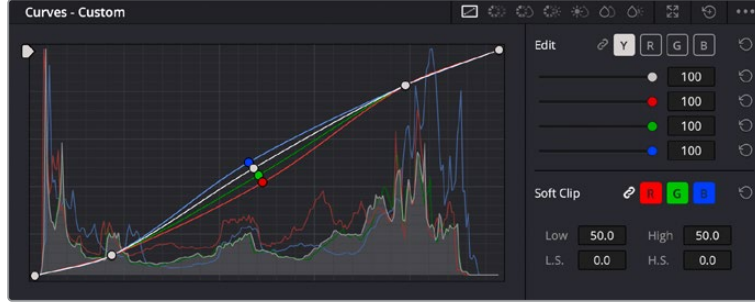 Curves - Custom
Edit Y R G B
100
100
100
100
Soft Clip R G B
Low 50.0 High 50.0
L.S. 0.0 H.S. 0.0